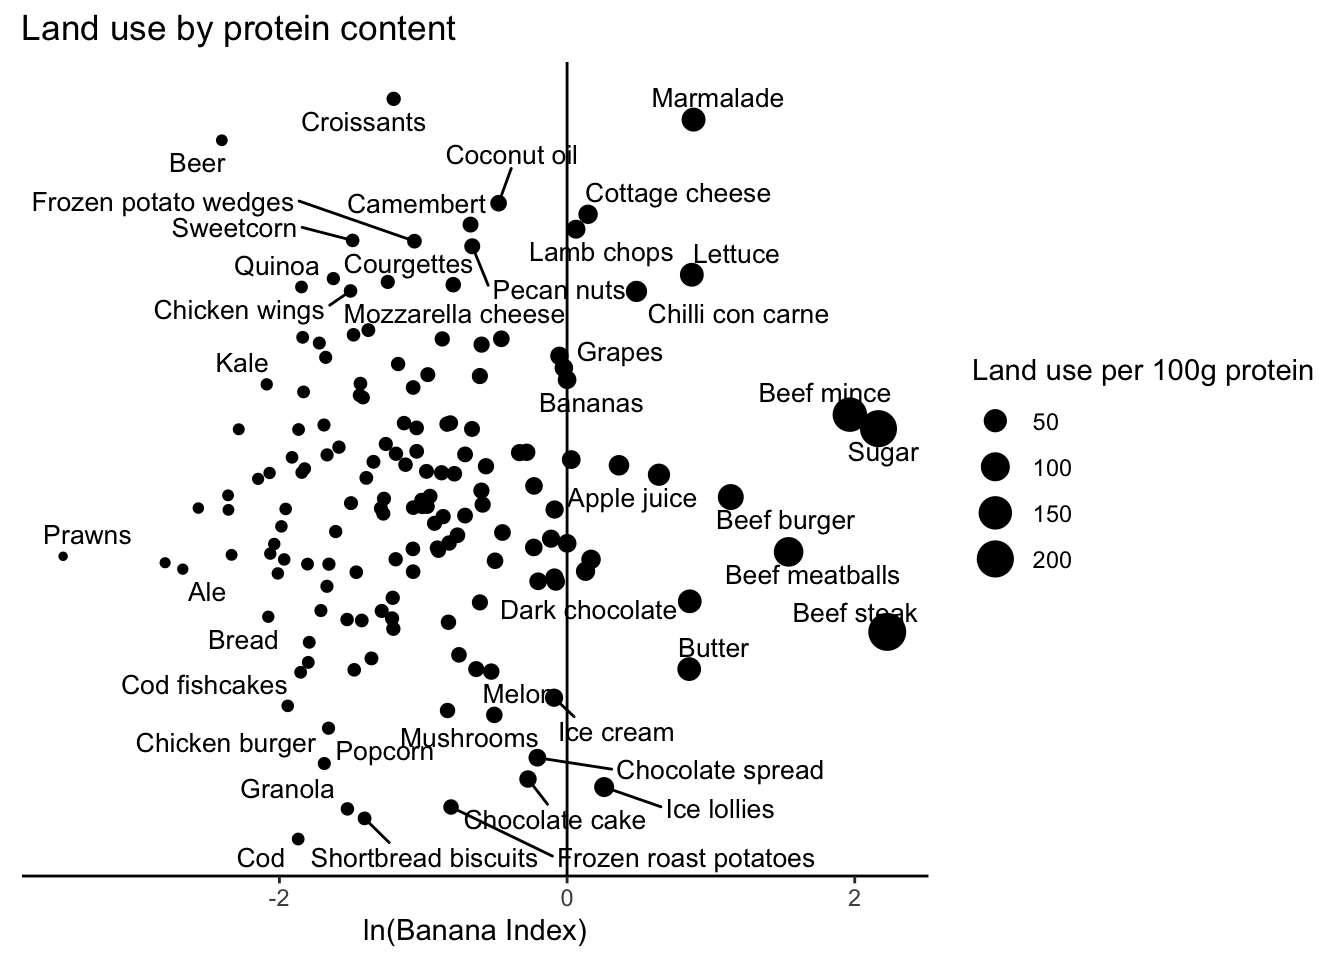 Land use by protein content
Marmalade
Croissants
Coconut oil
Beer
Cottage cheese
Frozen potato wedges
Camembert
Sweetcorn
Lamb chops
Lettuce
Quinoa
Courgettes
Pecan nuts
Chicken wings
Mozzarella cheese
Chilli con carne
Grapes
Kale
Land use per 100g protein
Beef mince
Bananas
50
Sugar
100
Apple juice
150
Beef burger
Prawns
200
Beef meatballs
Ale
Dark chocolate
Beef steak
Bread
Butter
Cod fishcakes
Melon
Ice cream
Mushrooms
Chicken burger
Popcorn
Chocolate spread
Granola
Ice lollies
Chocolate cake
Cod
Shortbread biscuits
Frozen roast potatoes
-2
0
2
ln(Banana Index)